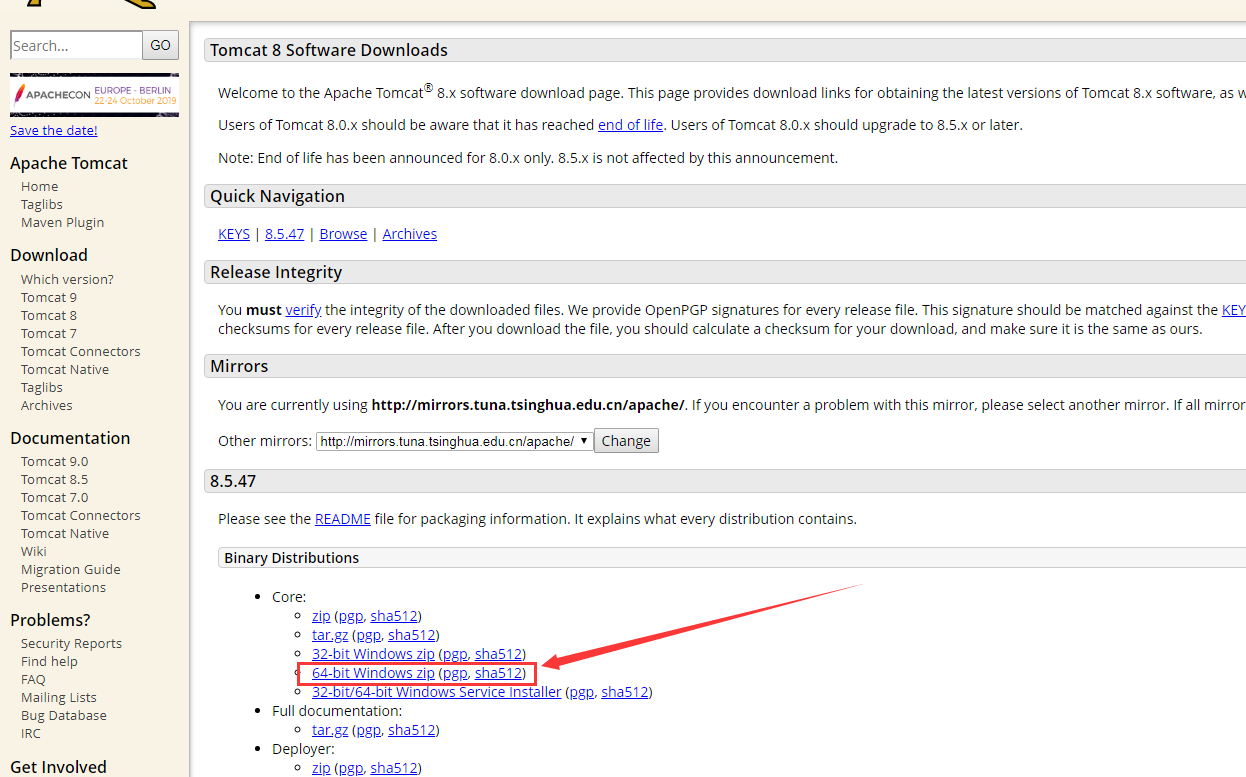 Search... GO
APACHECON EUROPE - BERLIN
22-24 October 2019
Save the date!
Apache Tomcat
Home
Taglibs
Maven Plugin
Download
Which version?
Tomcat 9
Tomcat 8
Tomcat 7
Tomcat Connectors
Tomcat Native
Taglibs
Archives
Documentation
Tomcat 9.0
Tomcat 8.5
Tomcat 7.0
Tomcat Connectors
Tomcat Native
Wiki
Migration Guide
Presentations
Problems?
Security Reports
Find help
FAQ
Mailing Lists
Bug Database
IRC
Get Involved
Tomcat 8 Software Downloads
Welcome to the Apache Tomcat® 8.x software download page. This page provides download links for obtaining the latest versions of Tomcat 8.x software, as w
Users of Tomcat 8.0.x should be aware that it has reached end of life. Users of Tomcat 8.0.x should upgrade to 8.5.x or later.
Note: End of life has been announced for 8.0.x only. 8.5.x is not affected by this announcement.
Quick Navigation
KEYS | 8.5.47 | Browse | Archives
Release Integrity
You must verify the integrity of the downloaded files. We provide OpenPGP signatures for every release file. This signature should be matched against the KEY
checksums for every release file. After you download the file, you should calculate a checksum for your download, and make sure it is the same as ours.
Mirrors
You are currently using http://mirrors.tuna.tsinghua.edu.cn/apache/. If you encounter a problem with this mirror, please select another mirror. If all mirror
Other mirrors: http://mirrors.tuna.tsinghua.edu.cn/apache/ Change
8.5.47
Please see the README file for packaging information. It explains what every distribution contains.
Binary Distributions
Core:
zip (pgp, sha512)
tar.gz (pgp, sha512)
32-bit Windows zip (pgp, sha512)
64-bit Windows zip (pgp, sha512)
32-bit/64-bit Windows Service Installer (pgp, sha512)
Full documentation:
tar.gz (pgp, sha512)
Deployer:
zip (pgp, sha512)